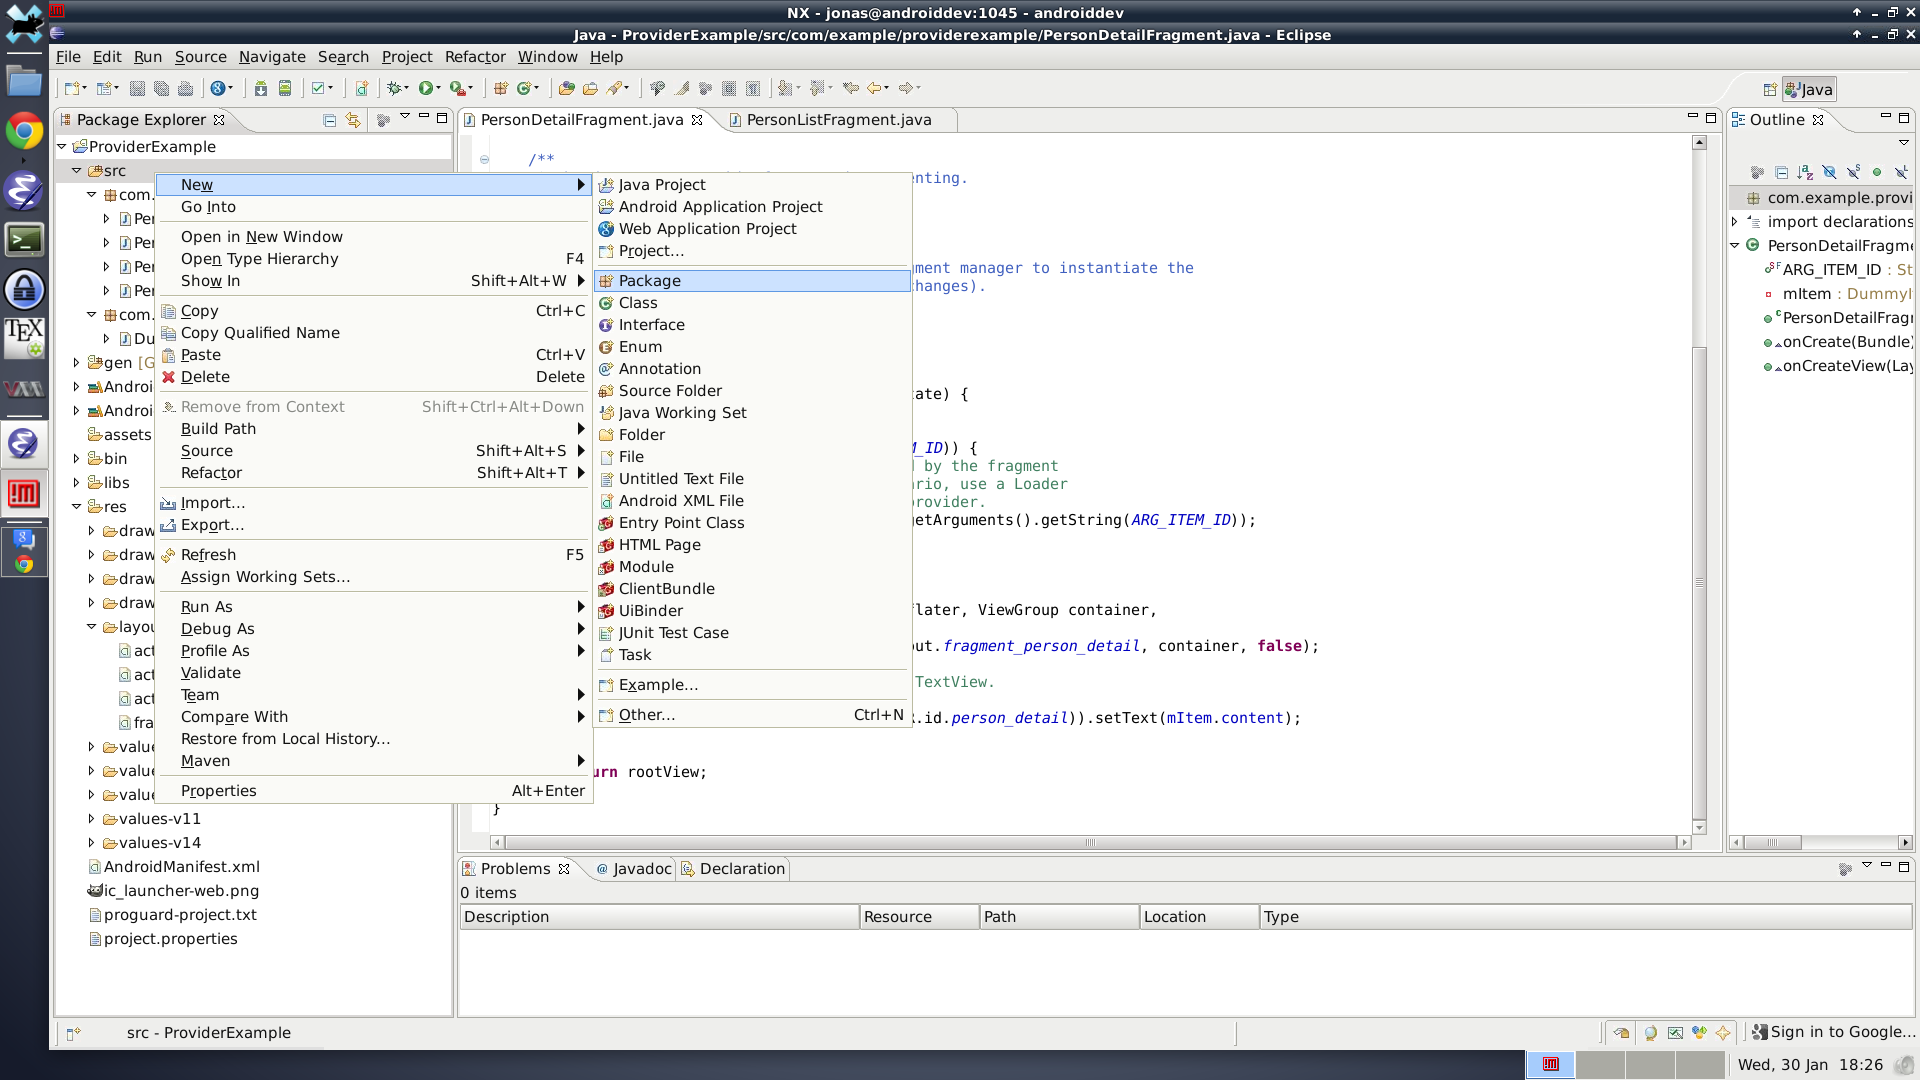 NX - jonas@androiddev:1045 - androiddev
Java - ProviderExample/src/com/example/providerexample/PersonDetailFragment.java - Eclipse
File Edit Run Source Navigate Search Project Refactor Window Help
Java
Package Explorer
PersonDetailFragment.java
PersonListFragment.java
Outline
ProviderExample
src
com.
Per
Per
Per
Per
com.
Du
gen [G
Androi
Androi
assets
bin
libs
res
draw
draw
draw
draw
layou
act
act
act
fra
value
value
value
values-v11
values-v14
AndroidManifest.xml
ic_launcher-web.png
proguard-project.txt
project.properties
New
Go Into
Open in New Window
Open Type Hierarchy F4
Show In Shift+Alt+W
Copy Ctrl+C
Copy Qualified Name
Paste Ctrl+V
Delete Delete
Remove from Context Shift+Ctrl+Alt+Down
Build Path
Source Shift+Alt+S
Refactor Shift+Alt+T
Import...
Export...
Refresh F5
Assign Working Sets...
Run As
Debug As
Profile As
Validate
Team
Compare With
Restore from Local History...
Maven
Properties Alt+Enter
Java Project
Android Application Project
Web Application Project
Project...
Package
Class
Interface
Enum
Annotation
Source Folder
Java Working Set
Folder
File
Untitled Text File
Android XML File
Entry Point Class
HTML Page
Module
ClientBundle
UiBinder
JUnit Test Case
Task
Example...
Other... Ctrl+N
/**
enting.
ment manager to instantiate the
hanges).
ate) {
M_ID)) {
by the fragment
rio, use a Loader
rovider.
etArguments().getString(ARG_ITEM_ID));
flater, ViewGroup container,
out.fragment_person_detail, container, false);
TextView.
.id.person_detail)).setText(mItem.content);
urn rootView;
}
com.example.provi
import declarations
PersonDetailFragme
ARG_ITEM_ID : St
mItem : DummyI
PersonDetailFragr
onCreate(Bundle)
onCreateView(Lay
Problems
Javadoc
Declaration
0 items
Description Resource Path Location Type
src - ProviderExample
Sign in to Google...
Wed, 30 Jan 18:26
TEX